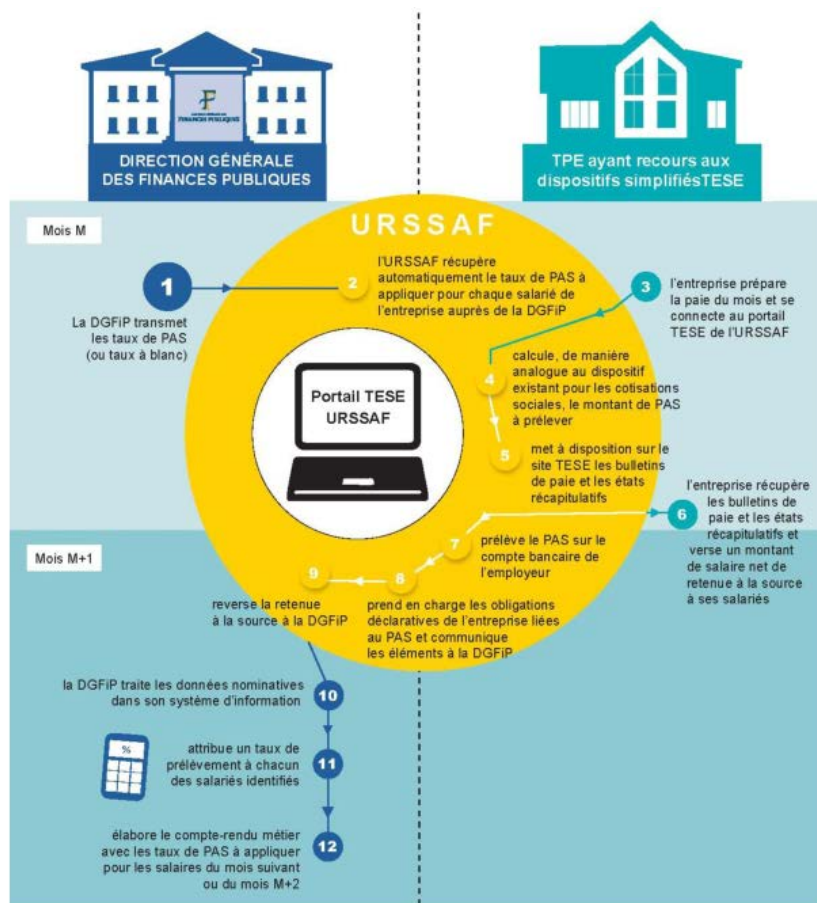 FINANCES PUBLIQUES
DIRECTION GÉNÉRALE
DES FINANCES PUBLIQUES
TPE ayant recours aux
dispositifs simplifiésTESE
Mois M
URSSAF
1
La DGFiP transmet
les taux de PAS
(ou taux à blanc)
2
l'URSSAF récupère
automatiquement le taux de PAS à
appliquer pour chaque salarié de
l'entreprise auprès de la DGFiP
3
l'entreprise prépare
la paie du mois et se
connecte au portail
TESE de l'URSSAF
Portail TESE
URSSAF
4
calcule, de manière
analogue au dispositif
existant pour les cotisations
sociales, le montant de PAS
à prélever
5
met à disposition sur le
site TESE les bulletins
de paie et les états
récapitulatifs
6
l'entreprise récupère
les bulletins de
paie et les états
récapitulatifs et
verse un montant
de salaire net de
retenue à la source
à ses salariés
Mois M+1
7
prélève le PAS sur le
compte bancaire de
l'employeur
8
prend en charge les obligations
déclaratives de l'entreprise liées
au PAS et communique
les éléments à la DGFiP
9
reverse la retenue
à la source à la DGFiP
la DGFiP traite les données nominatives
dans son système d'information
10
%
attribue un taux de
prélèvement à chacun
des salariés identifiés
11
élabore le compte-rendu métier
avec les taux de PAS à appliquer
pour les salaires du mois suivant
ou du mois M+2
12